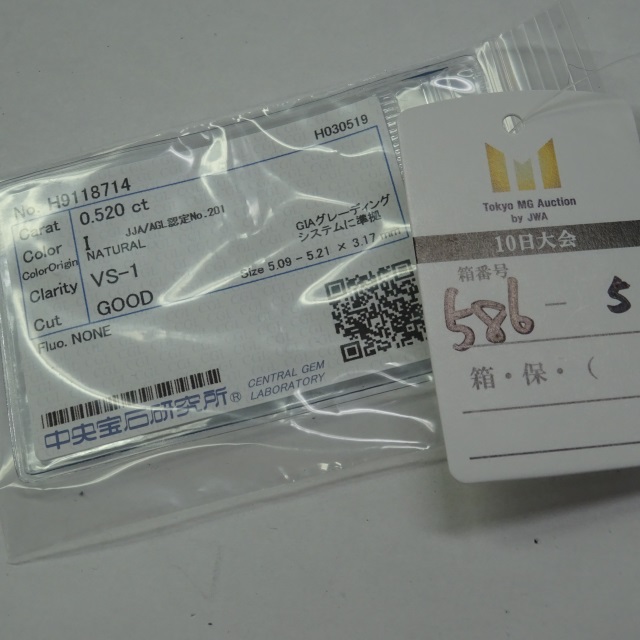 H030519
No. H9118714
Carat 0.520 ct
Color I JJA/AGL認定No.201
ColorOrigin NATURAL
GIAグレーディング
システムに準拠
Clarity VS-1
Size 5.09 - 5.21 × 3.17 mm
Cut GOOD
Fluo. NONE
中央宝石研究所® CENTRAL GEM
LABORATORY
Tokyo MG Auction
by JWA
10日大会
箱番号
586 - 5
箱・保・(